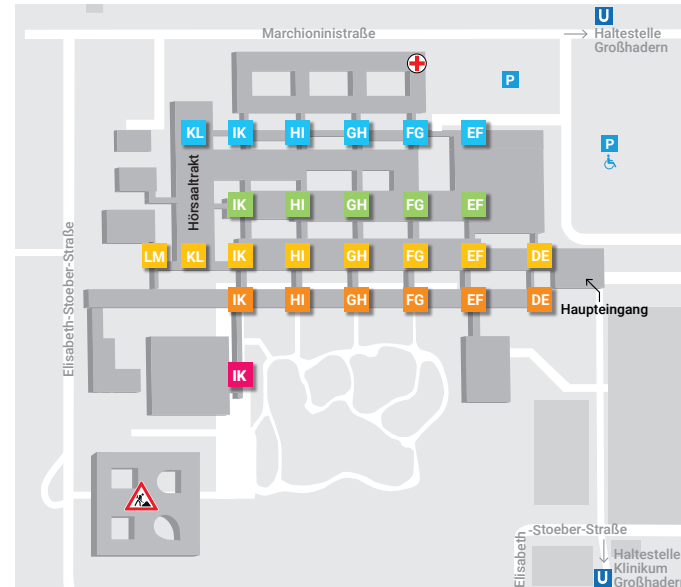 U
Marchioninistraße
Haltestelle
Großhadern
P
KL IK HI GH FG EF
P
Hörsaaltrakt
IK HI GH FG EF
Elisabeth-Stoeber-Straße
LM KL IK HI GH FG EF DE
IK HI GH FG EF DE
Haupteingang
IK
Elisabeth
-Stoeber-Straße
Haltestelle
Klinikum
Großhadern
U